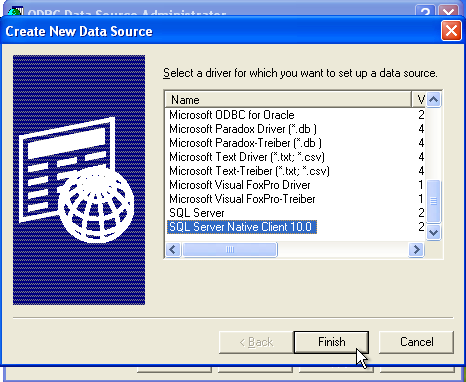 ODBC Data Source Administrator
Create New Data Source
Select a driver for which you want to set up a data source.
Name V
Microsoft ODBC for Oracle 2
Microsoft Paradox Driver (*.db ) 4
Microsoft Paradox-Treiber (*.db ) 4
Microsoft Text Driver (*.txt; *.csv) 4
Microsoft Text-Treiber (*.txt; *.csv) 4
Microsoft Visual FoxPro Driver 1
Microsoft Visual FoxPro-Treiber 1
SQL Server 2
SQL Server Native Client 10.0 2
< Back Finish Cancel